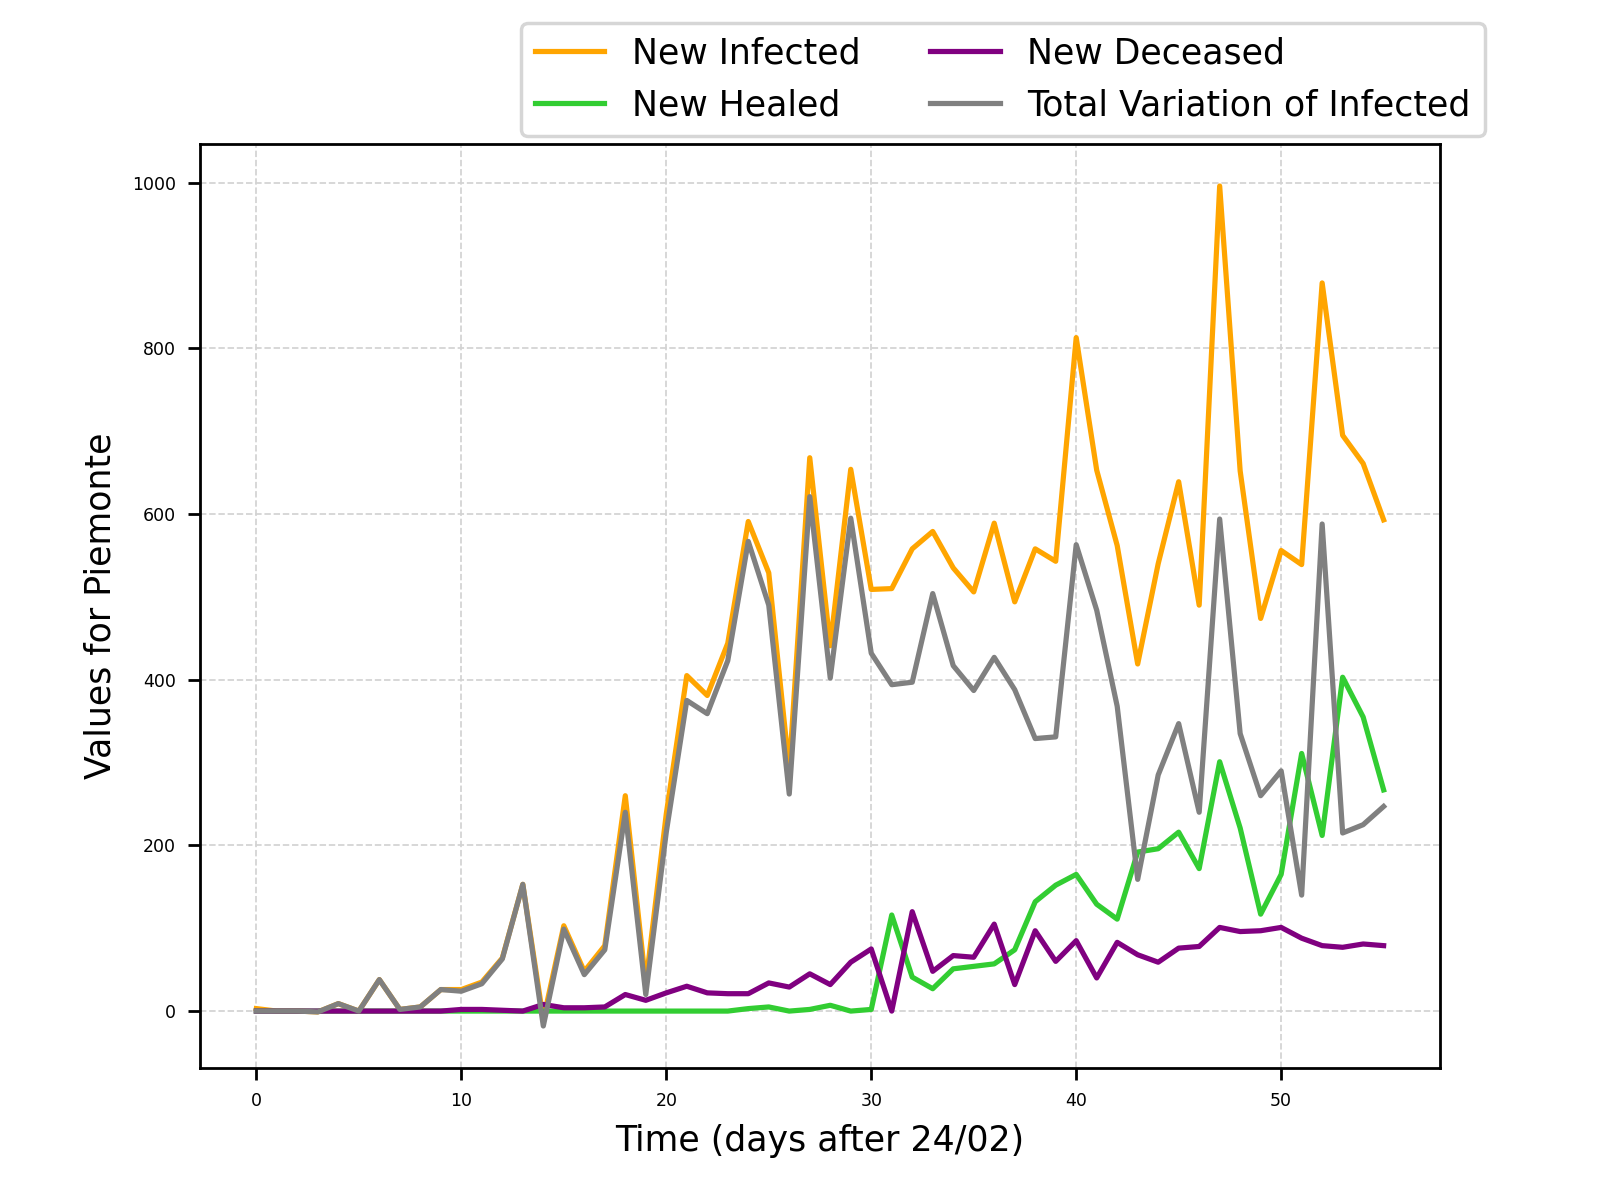 New Infected
New Healed
New Deceased
Total Variation of Infected
1000
800
600
400
200
0
Values for Piemonte
0 10 20 30 40 50
Time (days after 24/02)